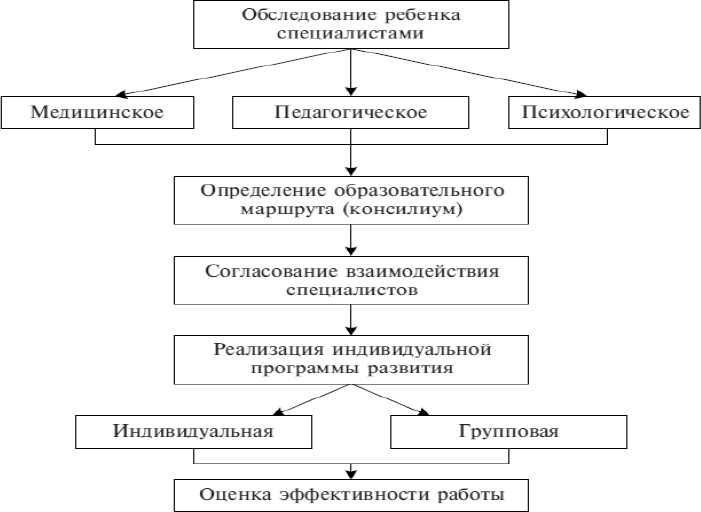 Обследование ребенка
специалистами
Медицинское
Педагогическое
Психологическое
Определение образовательного
маршрута (консилиум)
Согласование взаимодействия
специалистов
Реализация индивидуальной
программы развития
Индивидуальная
Групповая
Оценка эффективности работы